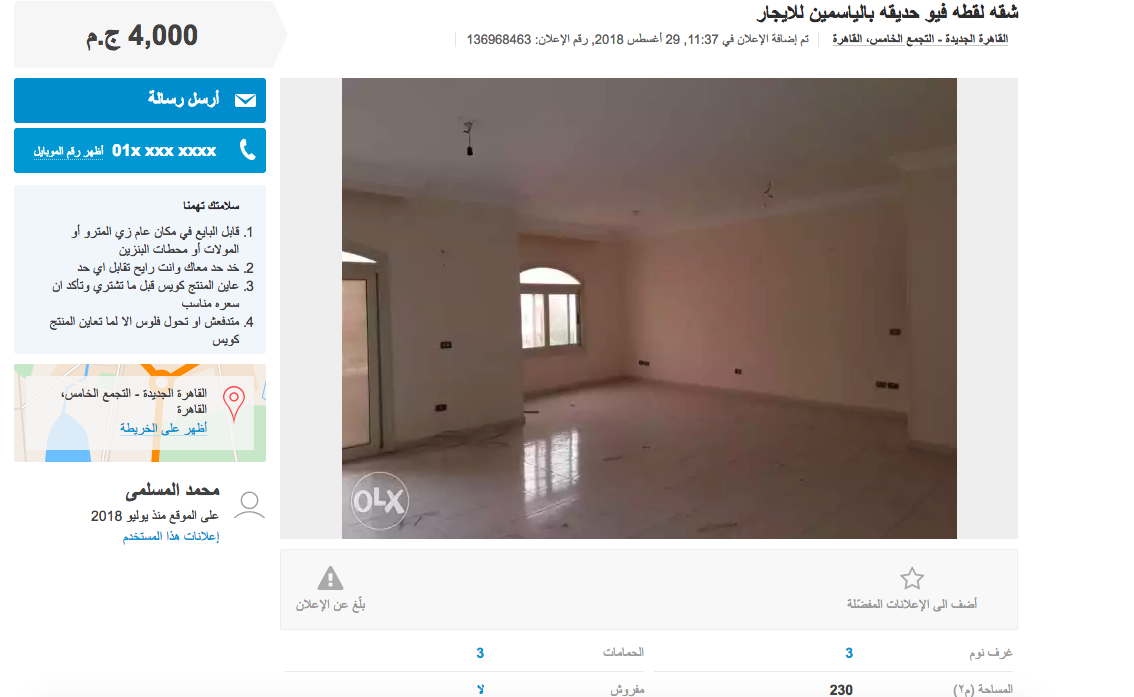 شقه لقطه فيو حديقه بالياسمين للايجار
القاهرة الجديدة - التجمع الخامس، القاهرة
تم إضافة الإعلان في 11:37, 29 أغسطس 2018, رقم الإعلان: 136968463
4,000 ج.م
أرسل رسالة
01x xxx xxxx أظهر رقم الموبايل
سلامتك تهمنا
1. قابل البايع في مكان عام زي المترو أو
المولات أو محطات البنزين
2. خد حد معاك وانت رايح تقابل اي حد
3. عاين المنتج كويس قبل ما تشتري وتأكد ان
سعره مناسب
4. متدفعش او تحول فلوس الا لما تعاين المنتج
كويس
القاهرة الجديدة - التجمع الخامس،
القاهرة
أظهر على الخريطة
محمد المسلمى
على الموقع منذ يوليو 2018
إعلانات هذا المستخدم
OLX
أضف الى الإعلانات المفضّلة
بلّغ عن الإعلان
غرف نوم 3
الحمامات 3
المساحة (م٢) 230
مفروش لا